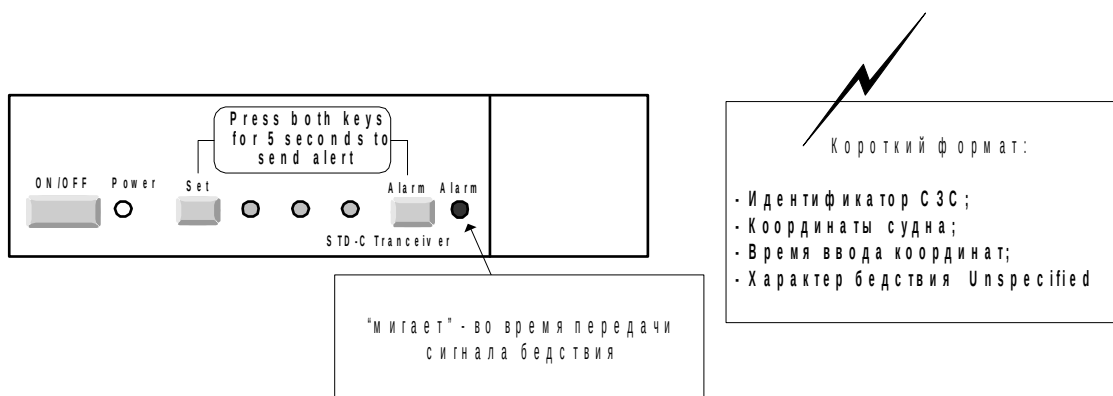 Press both keys
for 5 seconds to
send alert
ON/OFF Power Set Alarm Alarm
STD-C Tranceiver
"мигает" - во время передачи
сигнала бедствия
Короткий формат:
- Идентификатор СЗС;
- Координаты судна;
- Время ввода координат;
- Характер бедствия Unspecified